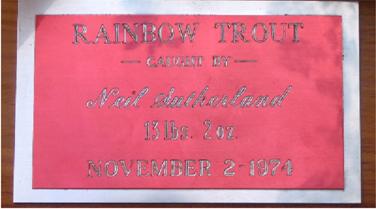 RAINBOW TROUT
— CAUGHT BY —
Neil Sutherland
13 lbs. 2 oz.
NOVEMBER 2-1974